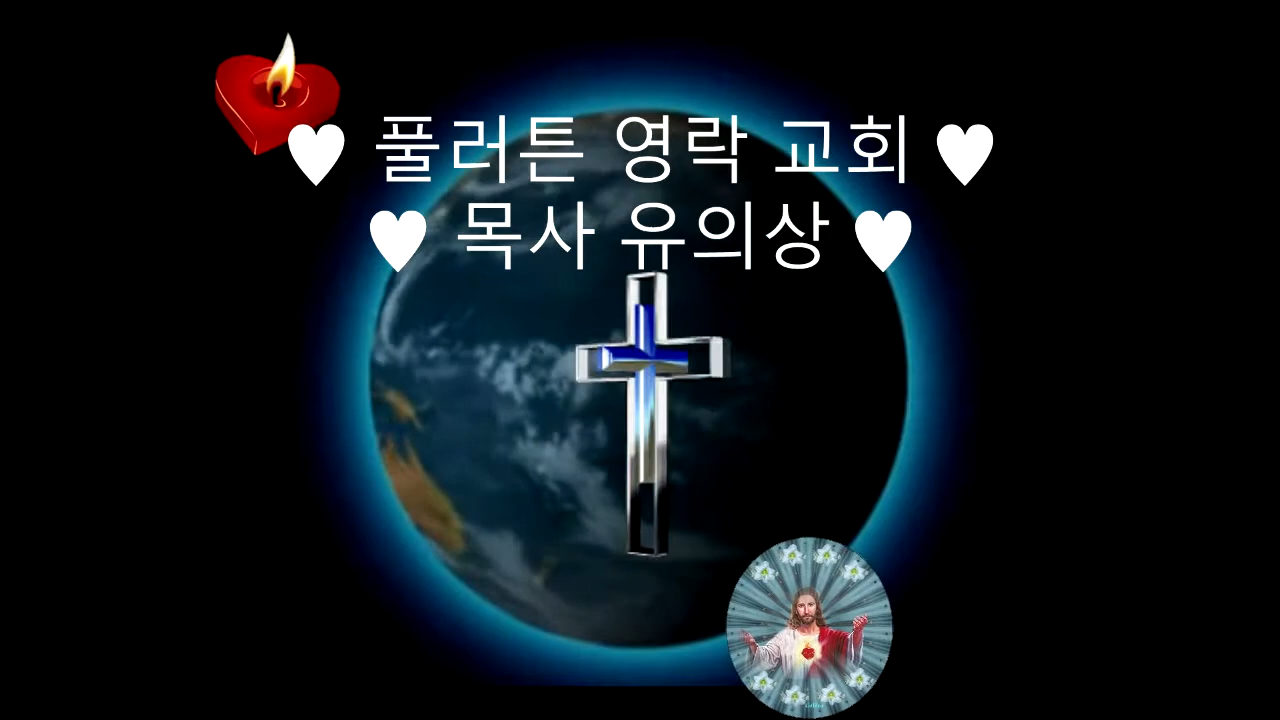 ♥ 풀러튼 영락 교회 ♥
♥ 목사 유의상 ♥